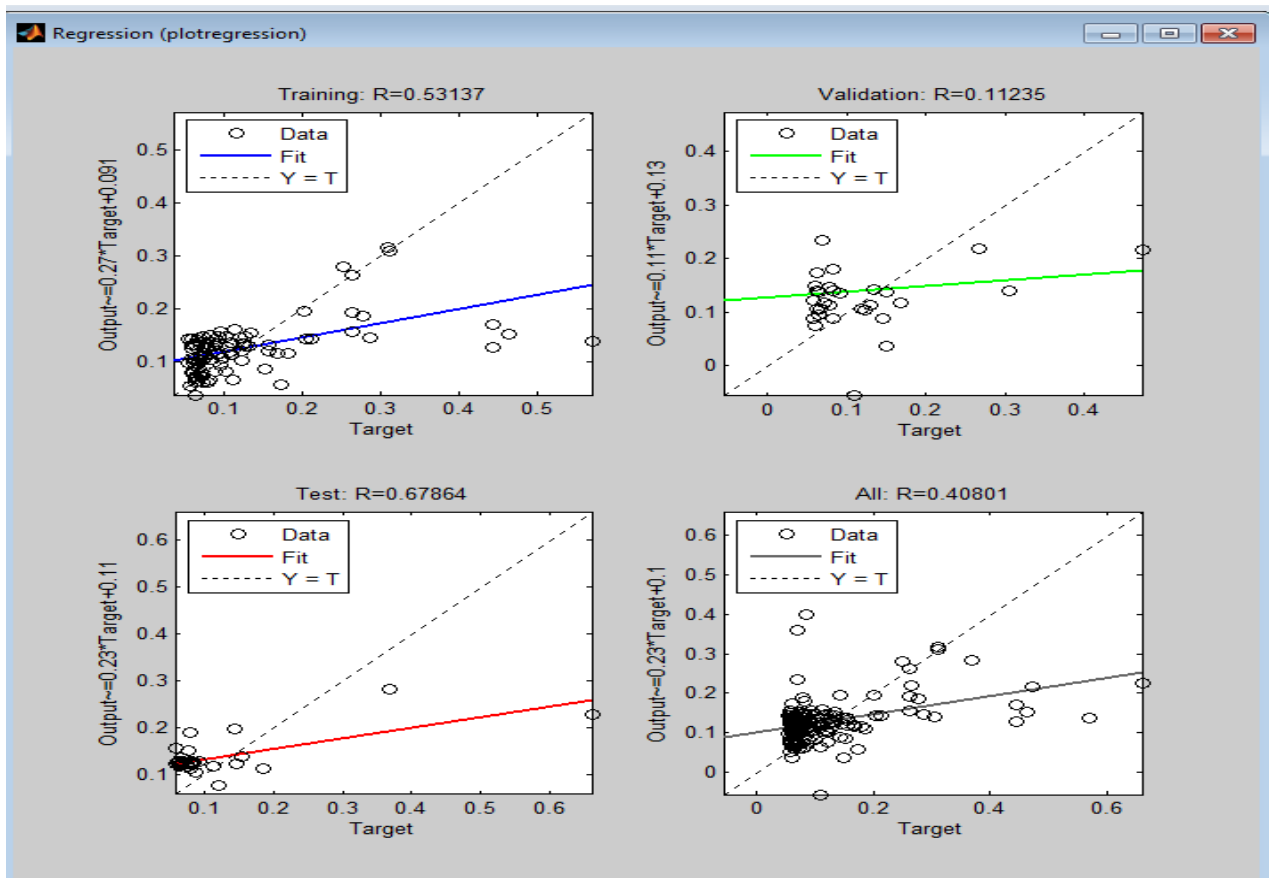 Regression (plotregression)
Training: R=0.53137
Output~=0.27*Target+0.091
0.5
0.4
0.3
0.2
0.1
Data
Fit
Y = T
0.1 0.2 0.3 0.4 0.5
Target
Validation: R=0.11235
Output~=0.11*Target+0.13
0.4
0.3
0.2
0.1
0
Data
Fit
Y = T
0 0.1 0.2 0.3 0.4
Target
Test: R=0.67864
Output~=0.23*Target+0.11
0.6
0.5
0.4
0.3
0.2
0.1
Data
Fit
Y = T
0.1 0.2 0.3 0.4 0.5 0.6
Target
All: R=0.40801
Output~=0.23*Target+0.1
0.6
0.5
0.4
0.3
0.2
0.1
0
Data
Fit
Y = T
0 0.2 0.4 0.6
Target